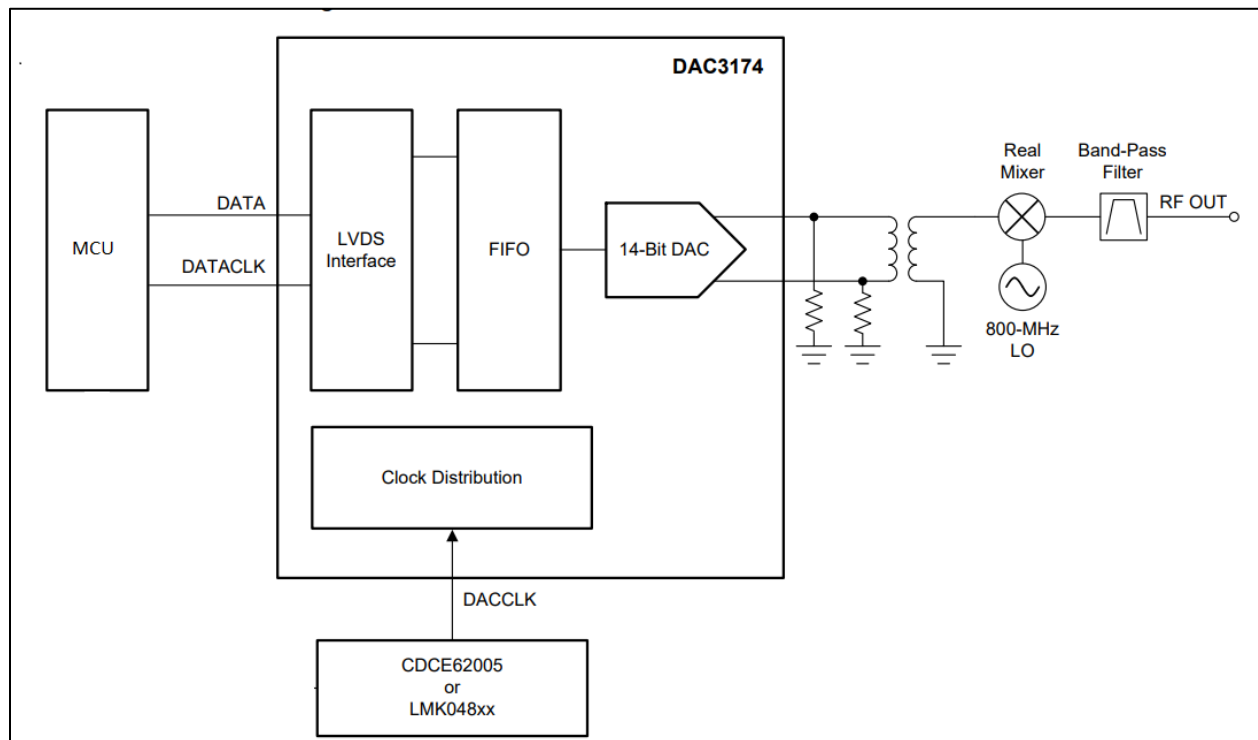 DAC3174
MCU
DATA
DATACLK
LVDS
Interface
FIFO
14-Bit DAC
Real
Mixer
Band-Pass
Filter
RF OUT
800-MHz
LO
Clock Distribution
DACCLK
CDCE62005
or
LMK048xx